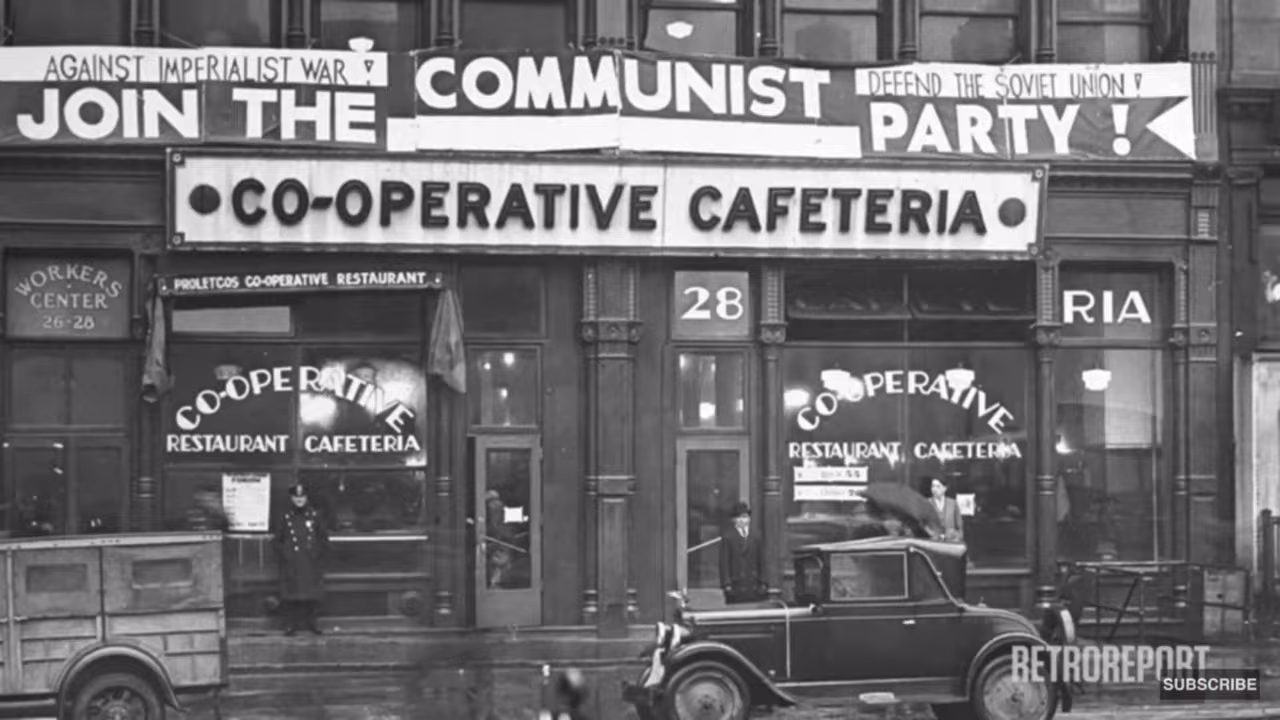 AGAINST IMPERIALIST WAR !
JOIN THE
COMMUNIST
DEFEND THE SOVIET UNION !
PARTY !
CO-OPERATIVE CAFETERIA
WORKERS
CENTER
26-28
PROLETCOS CO-OPERATIVE RESTAURANT
28
RIA
CO-OPERATIVE
RESTAURANT CAFETERIA
CO-OPERATIVE
RESTAURANT CAFETERIA
FORUM
RETROREPORT
SUBSCRIBE